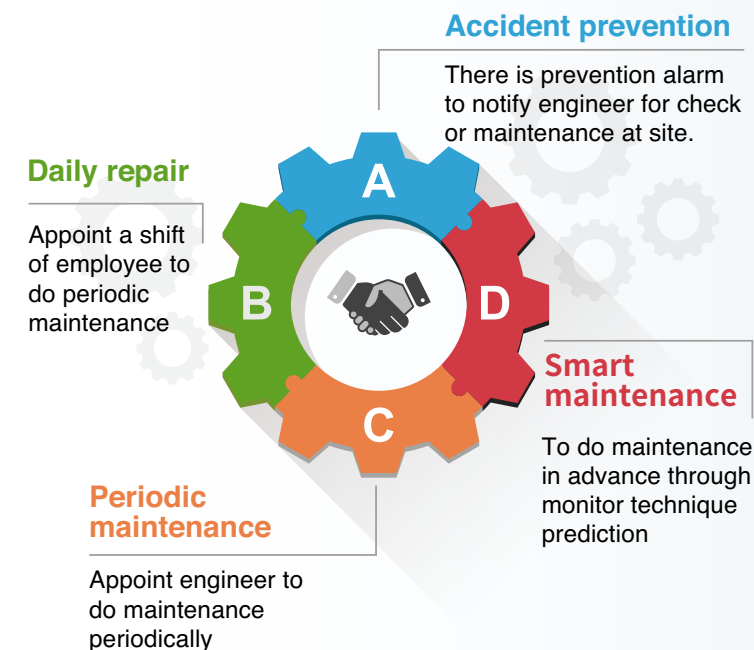 Accident prevention
There is prevention alarm
to notify engineer for check
or maintenance at site.
Daily repair
Appoint a shift
of employee to
do periodic
maintenance
A
B
D
C
Smart
maintenance
To do maintenance
in advance through
monitor technique
prediction
Periodic
maintenance
Appoint engineer to
do maintenance
periodically